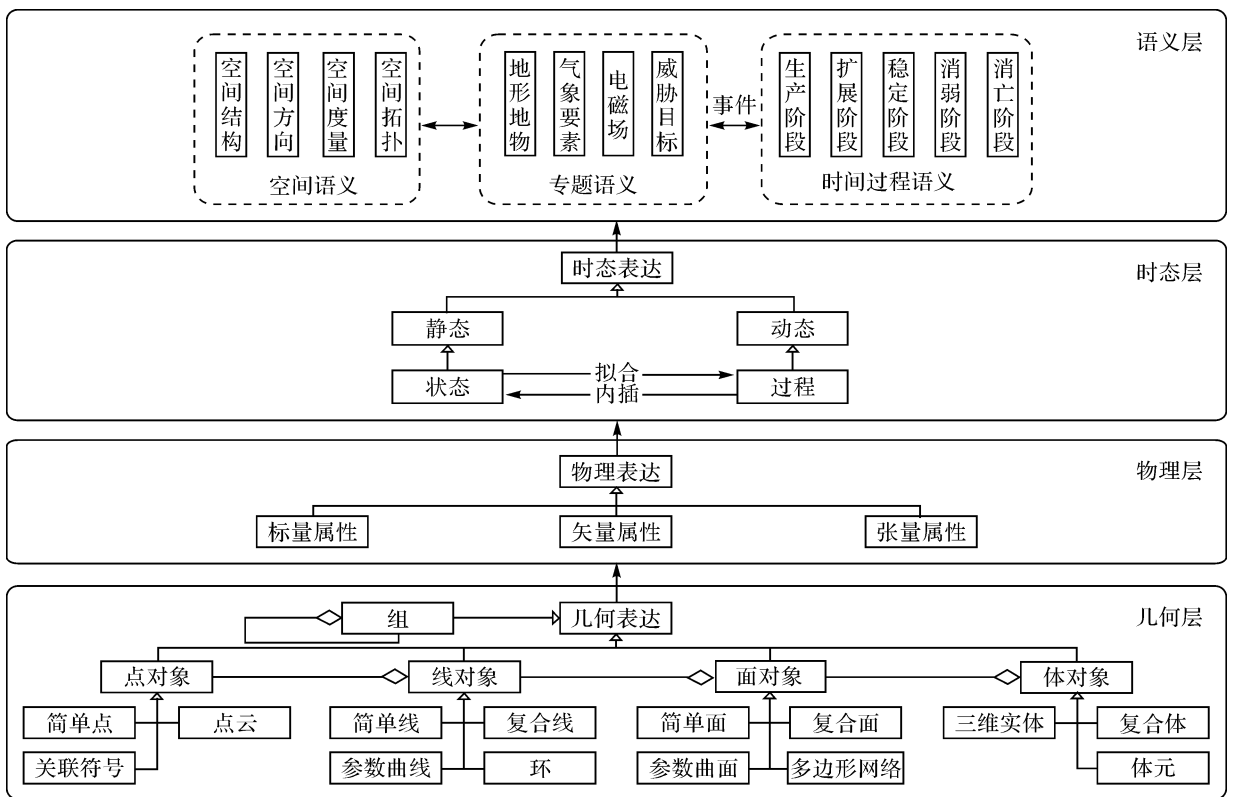 语义层
空间结构
空间方向
空间度量
空间拓扑
空间语义
地形地物
气象要素
电磁场
威胁目标
专题语义
事件
生产阶段
扩展阶段
稳定阶段
消弱阶段
消亡阶段
时间过程语义
时态层
时态表达
静态
动态
状态
拟合
内插
过程
物理层
物理表达
标量属性
矢量属性
张量属性
几何层
组
几何表达
点对象
线对象
面对象
体对象
简单点
点云
简单线
复合线
简单面
复合面
三维实体
复合体
关联符号
参数曲线
环
参数曲面
多边形网络
体元